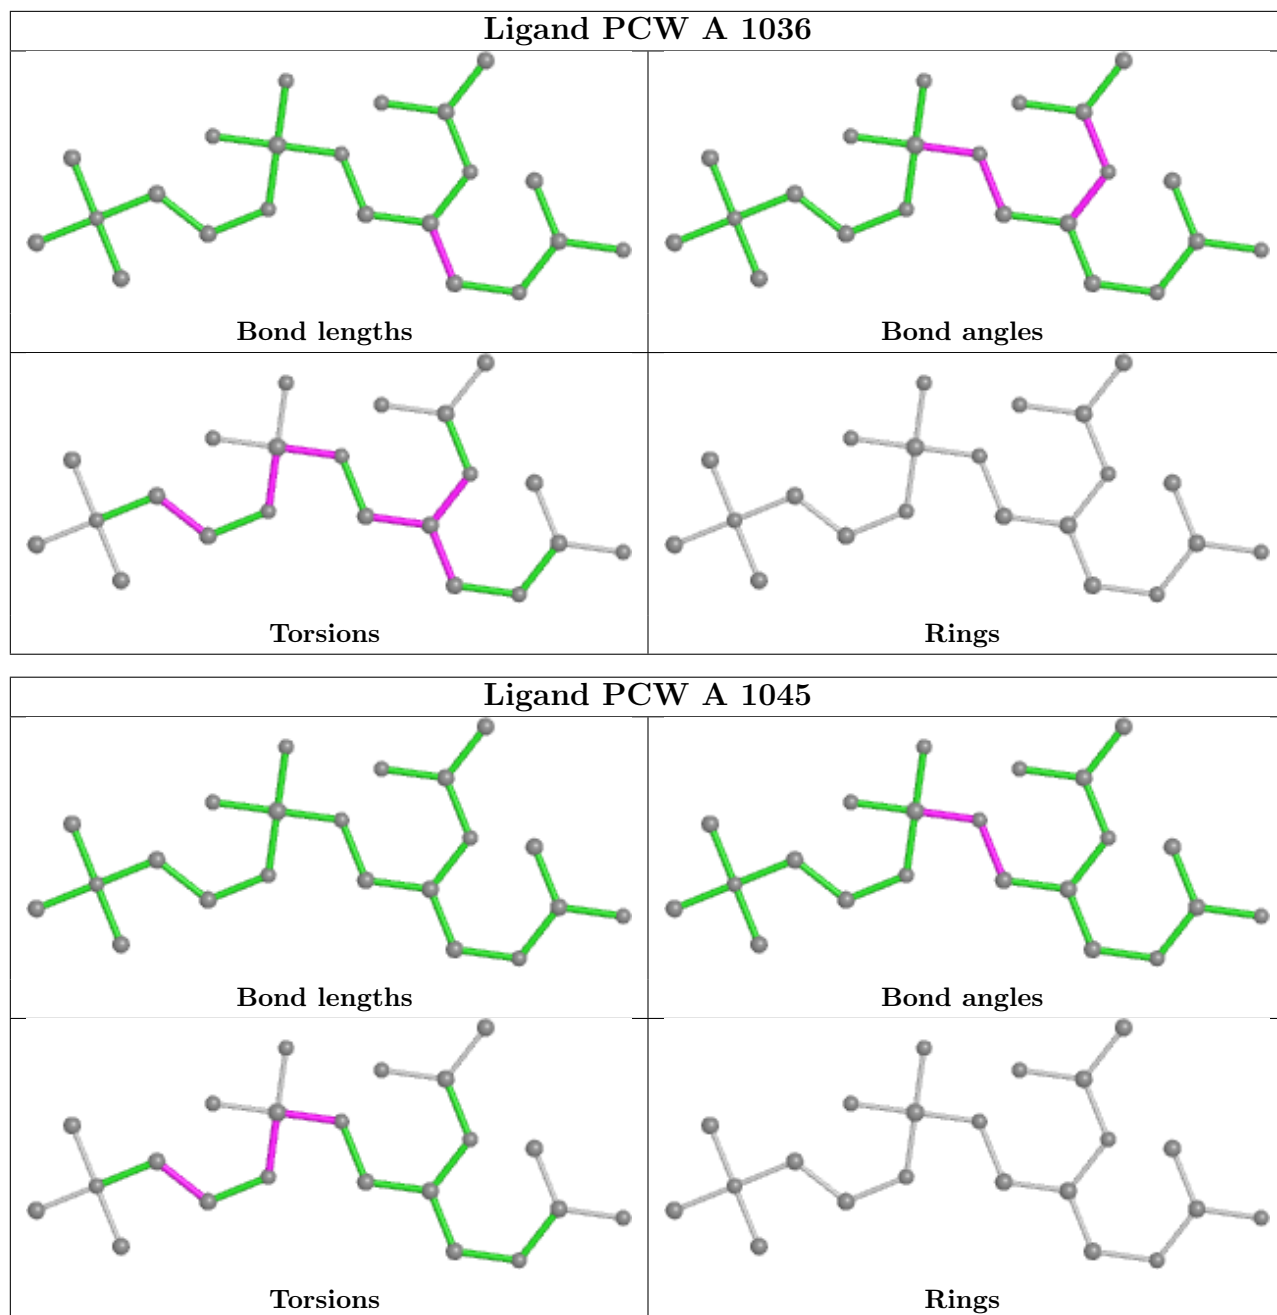 Ligand PCW A 1036
Bond lengths
Bond angles
Torsions
Rings
Ligand PCW A 1045
Bond lengths
Bond angles
Torsions
Rings